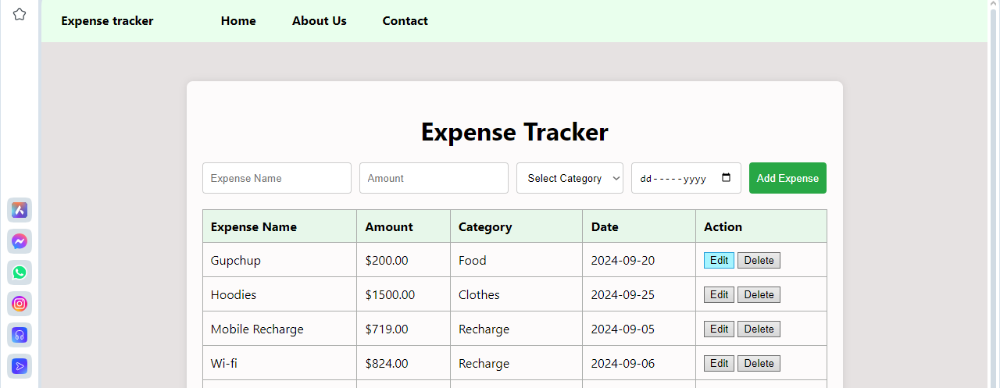 Expense tracker Home About Us Contact
Expense Tracker
Expense Name Amount Select Category dd-----yyyy Add Expense
Expense Name Amount Category Date Action
Gupchup $200.00 Food 2024-09-20 Edit Delete
Hoodies $1500.00 Clothes 2024-09-25 Edit Delete
Mobile Recharge $719.00 Recharge 2024-09-05 Edit Delete
Wi-fi $824.00 Recharge 2024-09-06 Edit Delete